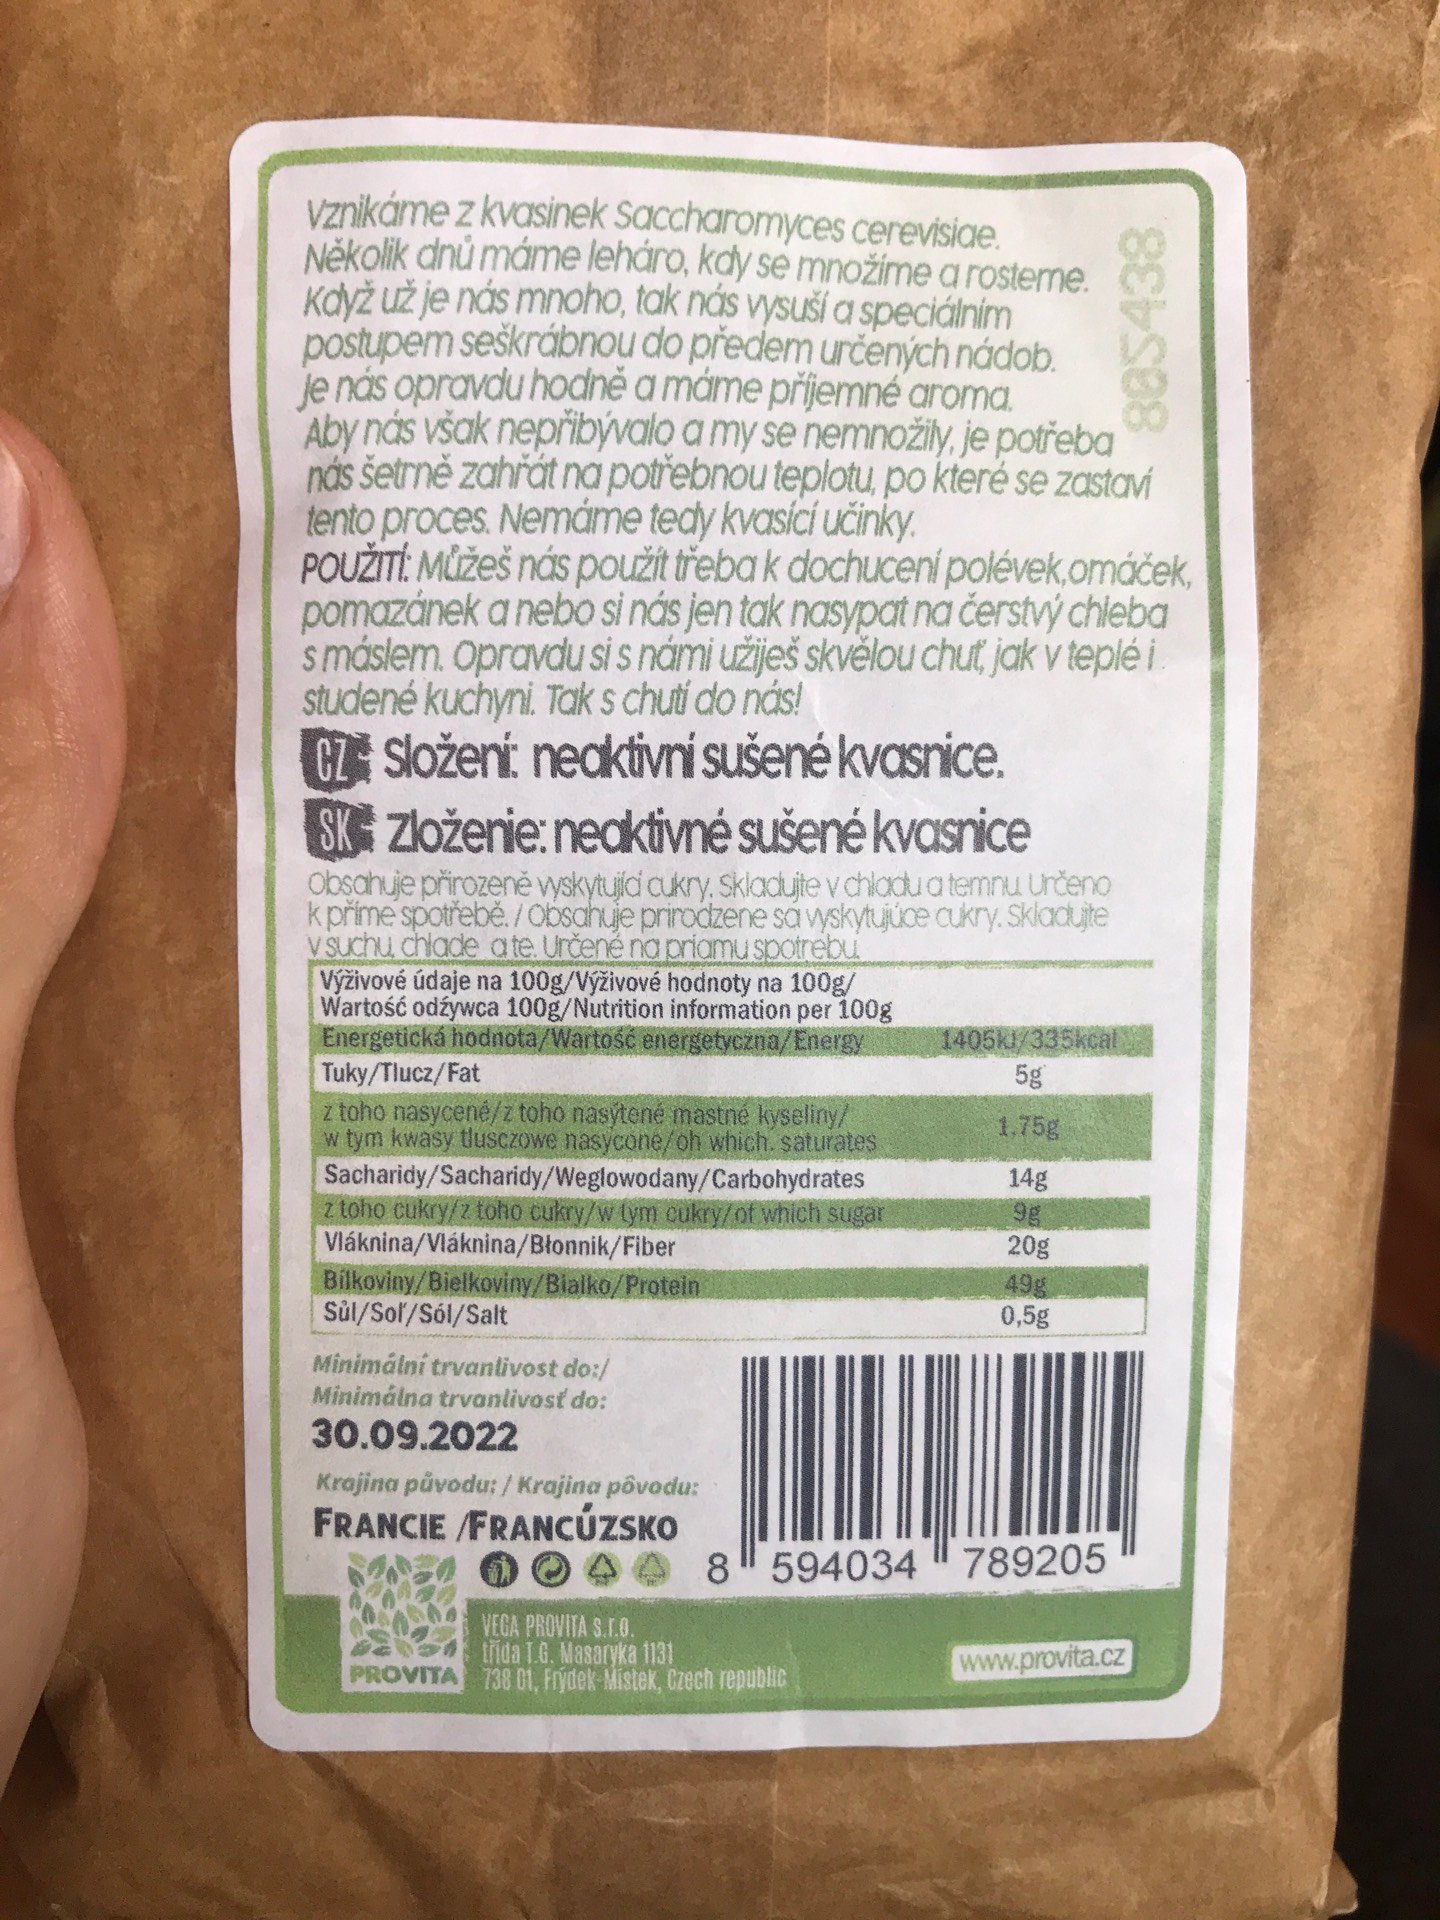 Vznikáme z kvasinek Saccharomyces cerevisiae.
Několik dnů máme leháro, kdy se množíme a rosteme.
Když už je nás mnoho, tak nás vysuší a speciálním
postupem seškrábnou do předem určených nádob.
Je nás opravdu hodně a máme příjemné aroma.
Aby nás však nepřibývalo a my se nemnožily, je potřeba
nás šetrně zahřát na potřebnou teplotu, po které se zastaví
tento proces. Nemáme tedy kvasící učinky.
POUŽITÍ: Můžeš nás použít třeba k dochucení polévek,omáček,
pomazánek a nebo si nás jen tak nasypat na čerstvý chleba
s máslem. Opravdu si s námi užiješ skvělou chuť, jak v teplé i
studené kuchyni. Tak s chutí do nás!
805438
CZ: Složení: neaktivní sušené kvasnice.
SK: Zloženie: neaktivné sušené kvasnice
Obsahuje přirozeně vyskytující cukry. Skladujte v chladu a temnu. Určeno
k příme spotřebě. / Obsahuje prirodzene sa vyskytujúce cukry. Skladujte
v suchu, chlade a te. Určené na priamu spotrebu.
Výživové údaje na 100g/Výživové hodnoty na 100g/
Wartość odżywca 100g/Nutrition information per 100g
Energetická hodnota/Wartość energetyczna/Energy 1405kJ/335kcal
Tuky/Tlucz/Fat 5g
z toho nasycené/z toho nasýtené mastné kyseliny/
w tym kwasy tlusczowe nasycone/oh which. saturates 1.75g
Sacharidy/Sacharidy/Weglowodany/Carbohydrates 14g
z toho cukry/z toho cukry/w tym cukry/of which sugar 9g
Vláknina/Vláknina/Błonnik/Fiber 20g
Bílkoviny/Bielkoviny/Bialko/Protein 49g
Sůl/Soľ/Sól/Salt 0,5g
Minimální trvanlivost do:/
Minimálna trvanlivosť do:
30.09.2022
Krajina původu: / Krajina pôvodu:
FRANCIE /FRANCÚZSKO
8 594034 789205
PROVITA
VEGA PROVITA s.r.o.
třída T.G. Masaryka 1131
738 01, Frýdek-Místek, Czech republic
www.provita.cz